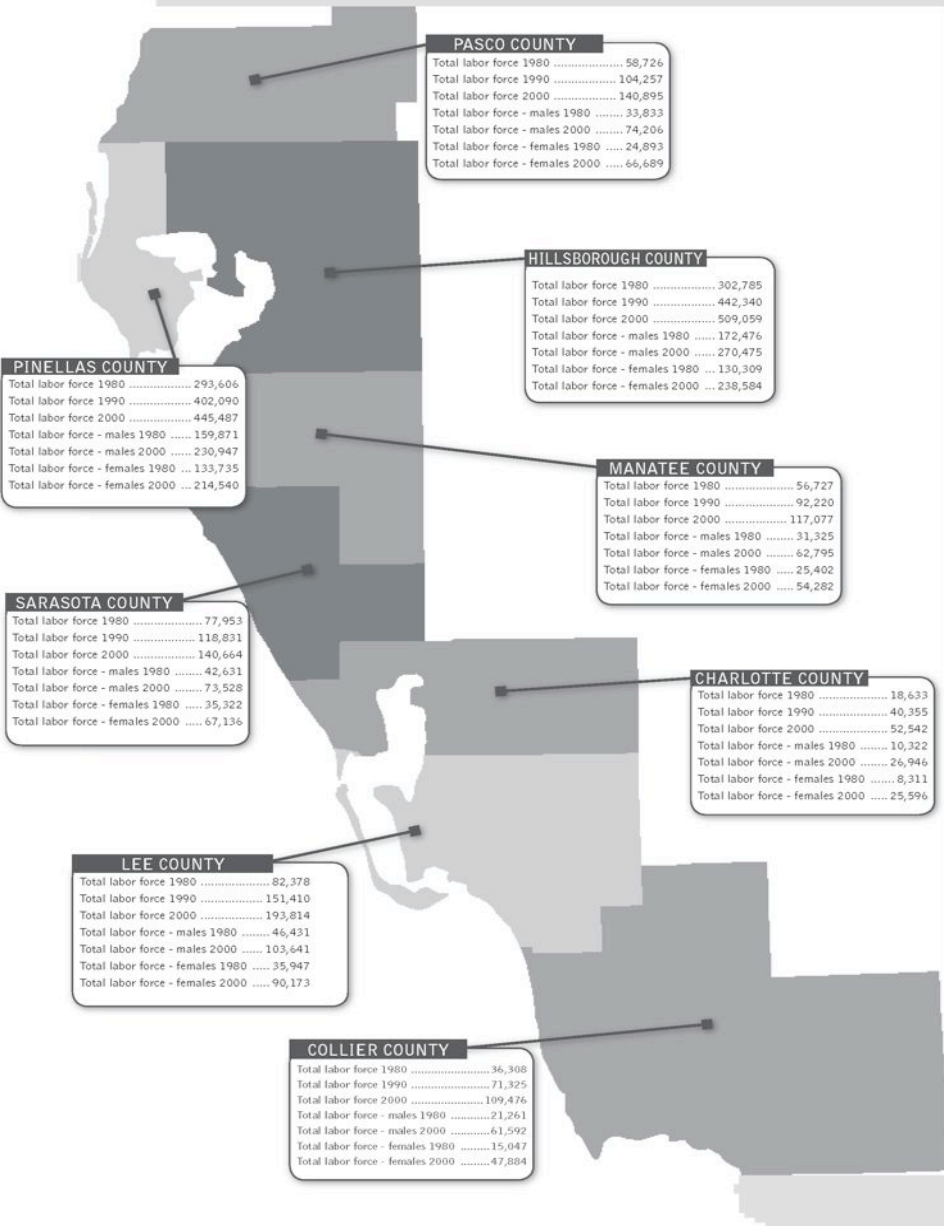 PASCO COUNTY
Total labor force 1980 .................... 58,726
Total labor force 1990 .................. 104,257
Total labor force 2000 .................. 140,895
Total labor force - males 1980 ........ 33,833
Total labor force - males 2000 ........ 74,206
Total labor force - females 1980 ..... 24,893
Total labor force - females 2000 ..... 66,689
HILLSBOROUGH COUNTY
Total labor force 1980 .................. 302,785
Total labor force 1990 .................. 442,340
Total labor force 2000 .................. 509,059
Total labor force - males 1980 ...... 172,476
Total labor force - males 2000 ...... 270,475
Total labor force - females 1980 ... 130,309
Total labor force - females 2000 ... 238,584
PINELLAS COUNTY
Total labor force 1980 .................. 293,606
Total labor force 1990 .................. 402,090
Total labor force 2000 .................. 445,487
Total labor force - males 1980 ...... 159,871
Total labor force - males 2000 ...... 230,947
Total labor force - females 1980 ... 133,735
Total labor force - females 2000 ... 214,540
MANATEE COUNTY
Total labor force 1980 .................... 56,727
Total labor force 1990 .................... 92,220
Total labor force 2000 .................. 117,077
Total labor force - males 1980 ........ 31,325
Total labor force - males 2000 ........ 62,795
Total labor force - females 1980 ..... 25,402
Total labor force - females 2000 ..... 54,282
SARASOTA COUNTY
Total labor force 1980 .................... 77,953
Total labor force 1990 .................. 118,831
Total labor force 2000 .................. 140,664
Total labor force - males 1980 ........ 42,631
Total labor force - males 2000 ........ 73,528
Total labor force - females 1980 ..... 35,322
Total labor force - females 2000 ..... 67,136
CHARLOTTE COUNTY
Total labor force 1980 .................... 18,633
Total labor force 1990 .................... 40,355
Total labor force 2000 .................... 52,542
Total labor force - males 1980 ........ 10,322
Total labor force - males 2000 ........ 26,946
Total labor force - females 1980 ....... 8,311
Total labor force - females 2000 ..... 25,596
LEE COUNTY
Total labor force 1980 .................... 82,378
Total labor force 1990 .................. 151,410
Total labor force 2000 .................. 193,814
Total labor force - males 1980 ........ 46,431
Total labor force - males 2000 ...... 103,641
Total labor force - females 1980 ..... 35,947
Total labor force - females 2000 ..... 90,173
COLLIER COUNTY
Total labor force 1980 ........................36,308
Total labor force 1990 ........................71,325
Total labor force 2000 ......................109,476
Total labor force - males 1980 ............21,261
Total labor force - males 2000 ............61,592
Total labor force - females 1980 .........15,047
Total labor force - females 2000 .........47,884